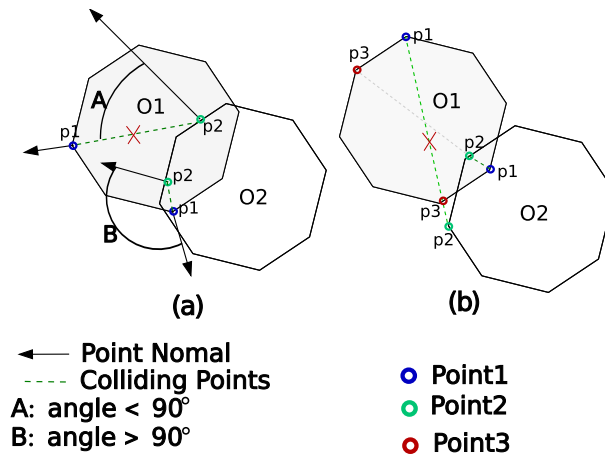 p1
p3
A
O1
O1
p1
p2
p2
p2
p1
p1
p3
O2
O2
B
p2
(a)
(b)
Point Nomal
Colliding Points
A: angle < 90°
B: angle > 90°
Point1
Point2
Point3